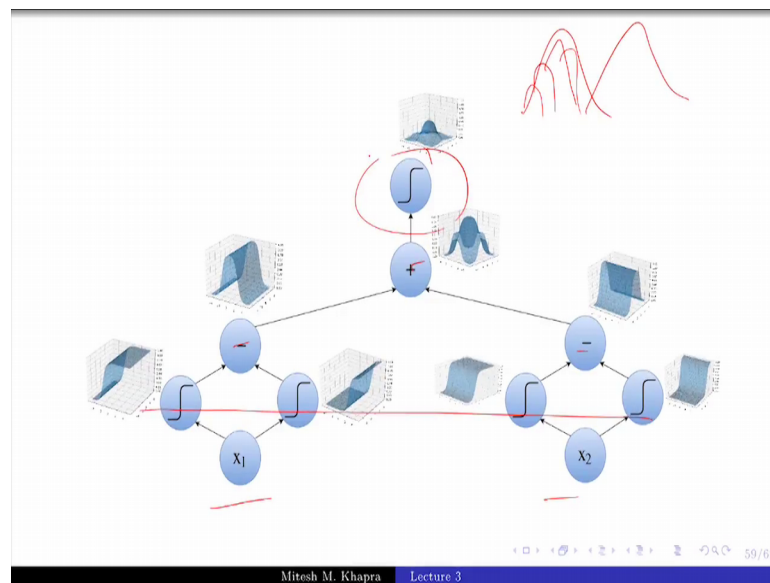 +
-
-
x₁
x₂
59/6
Mitesh M. Khapra Lecture 3